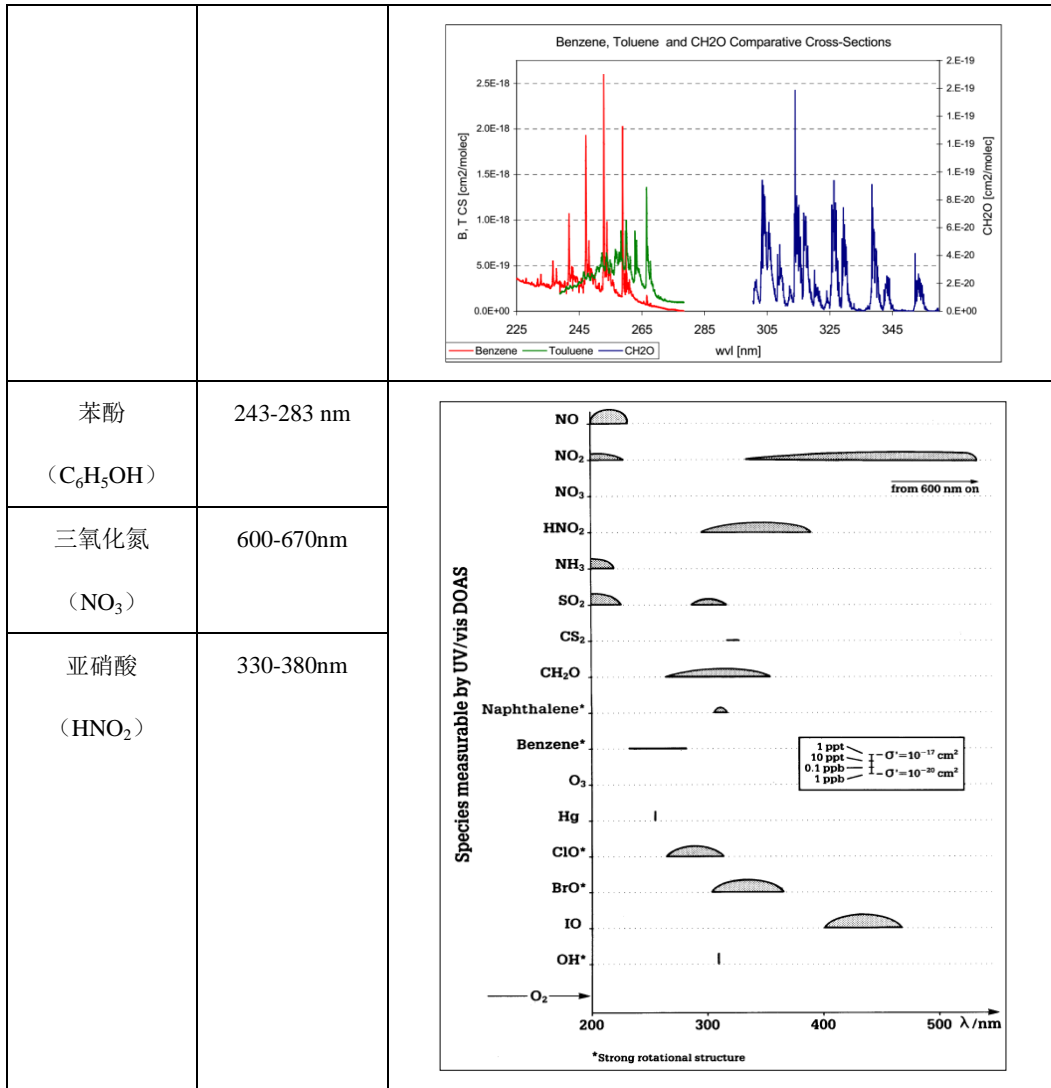 Benzene, Toluene and CH2O Comparative Cross-Sections
2.5E-18
2.0E-18
1.5E-18
1.0E-18
5.0E-19
0.0E+00
B, T CS [cm2/molec]
2.E-19
2.E-19
1.E-19
1.E-19
1.E-19
8.E-20
6.E-20
4.E-20
2.E-20
0.E+00
CH2O [cm2/molec]
225 245 265 285 305 325 345
wvl [nm]
Benzene Touluene CH2O
苯酚
（C6H5OH）
243-283 nm
三氧化氮
（NO3）
600-670nm
亚硝酸
（HNO2）
330-380nm
Species measurable by UV/vis DOAS
NO
NO2
NO3
from 600 nm on
HNO2
NH3
SO2
CS2
CH2O
Naphthalene*
Benzene*
1 ppt
10 ppt
0.1 ppb
1 ppb
σ'=10⁻¹⁷ cm²
σ'=10⁻²⁰ cm²
O3
Hg
ClO*
BrO*
IO
OH*
O2
200 300 400 500 λ/nm
*Strong rotational structure